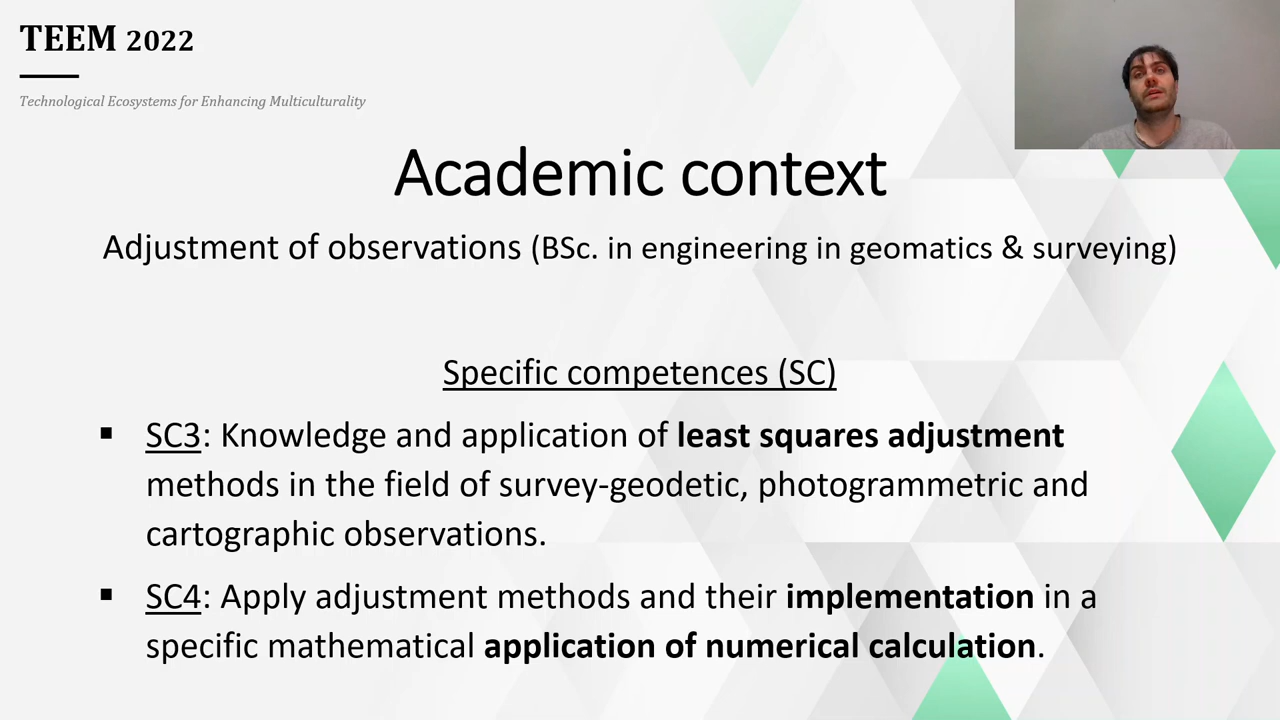 TEEM 2022
Technological Ecosystems for Enhancing Multiculturality
Academic context
Adjustment of observations (BSc. in engineering in geomatics & surveying)
Specific competences (SC)
▪ SC3: Knowledge and application of least squares adjustment
methods in the field of survey-geodetic, photogrammetric and
cartographic observations.
▪ SC4: Apply adjustment methods and their implementation in a
specific mathematical application of numerical calculation.